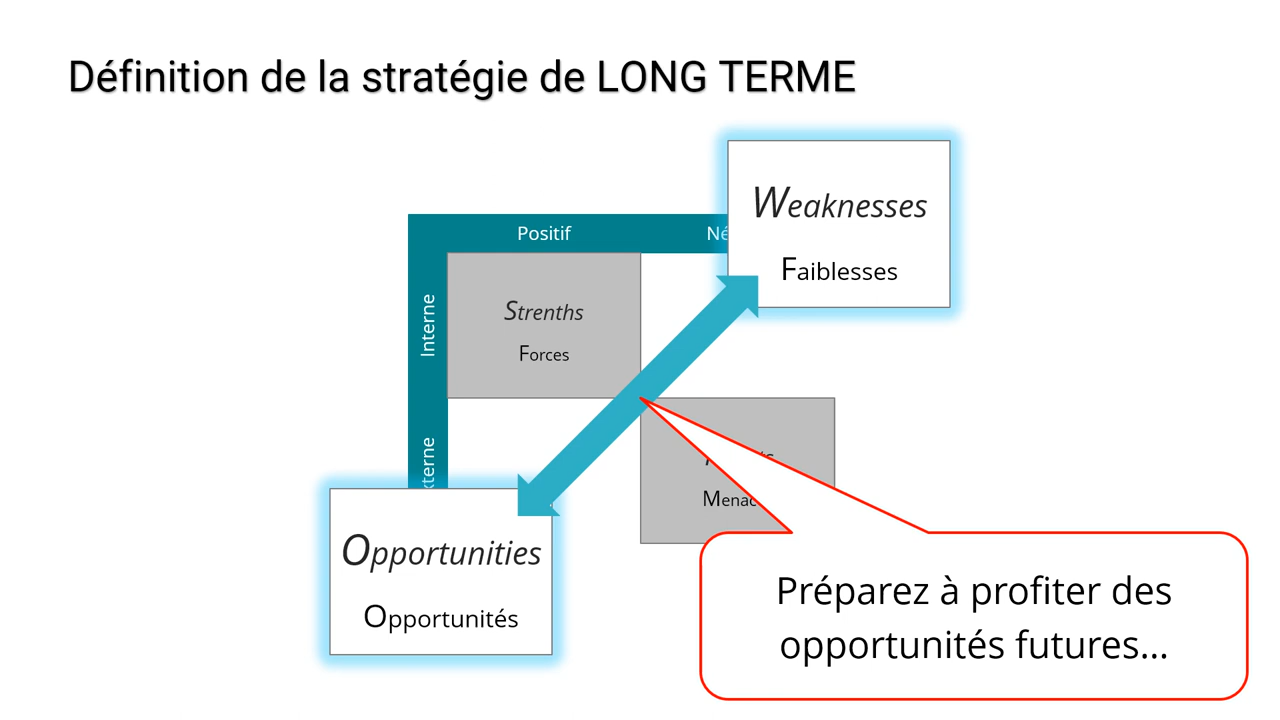 Définition de la stratégie de LONG TERME
Weaknesses
Faiblesses
Positif
Interne
Strenths
Forces
Opportunities
Opportunités
Préparez à profiter des
opportunités futures...